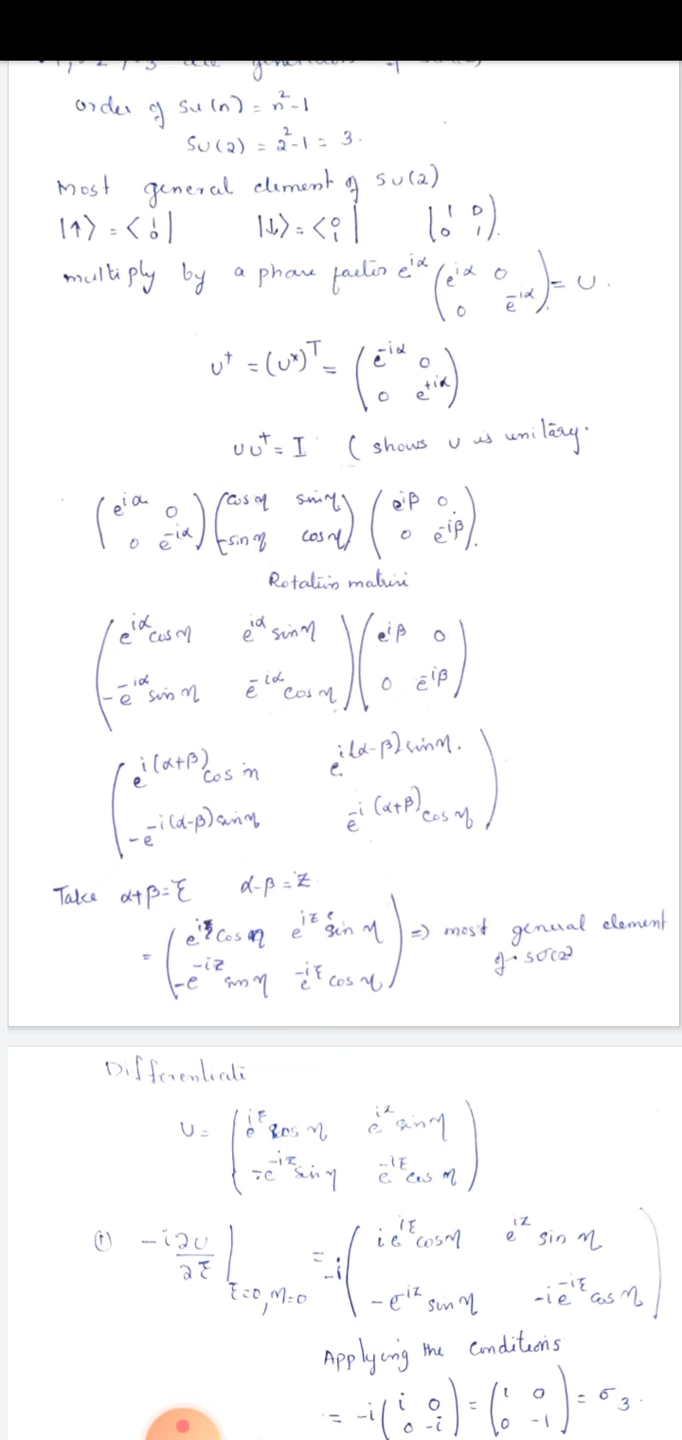 order of SU(n) = n²-1
SU(2) = 2²-1 = 3.
Most general element of SU(2)
|↑> = <1 0|   |↓> = <0 1|   (1 0
0 1).
multiply by a phase factor e^{iα} (e^{iα} 0
0 e^{-iα}) = U.
U† = (U*)^T = (e^{-iα} 0
0 e^{+iα})
UU† = I ( shows U is unitary.
(e^{iα} 0
0 e^{-iα}) (cos η sin η
-sin η cos η) (e^{iβ} 0
0 e^{-iβ}).
Rotation matrix
(e^{iα} cos η e^{iα} sin η
-e^{-iα} sin η e^{-iα} cos η) (e^{iβ} 0
0 e^{-iβ})
(e^{i(α+β)} cos η e^{i(α-β)} sin η.
-e^{-i(α-β)} sin η e^{-i(α+β)} cos η)
Take α+β = ξ   α-β = Z
= (e^{iξ} cos η e^{iz} sin η
-e^{-iz} sin η e^{-iξ} cos η) ⇒ most general element
of SU(2)
Differentiate
U = (e^{iξ} cos η e^{iz} sin η
-e^{-iz} sin η e^{-iξ} cos η)
(1) -i∂U/∂ξ |_{ξ=0, η=0} = -i (ie^{iξ} cos η e^{iz} sin η
-e^{iz} sin η -ie^{-iξ} cos η)
Applying the conditions
= -i (i 0
0 -i) = (1 0
0 -1) = σ3.